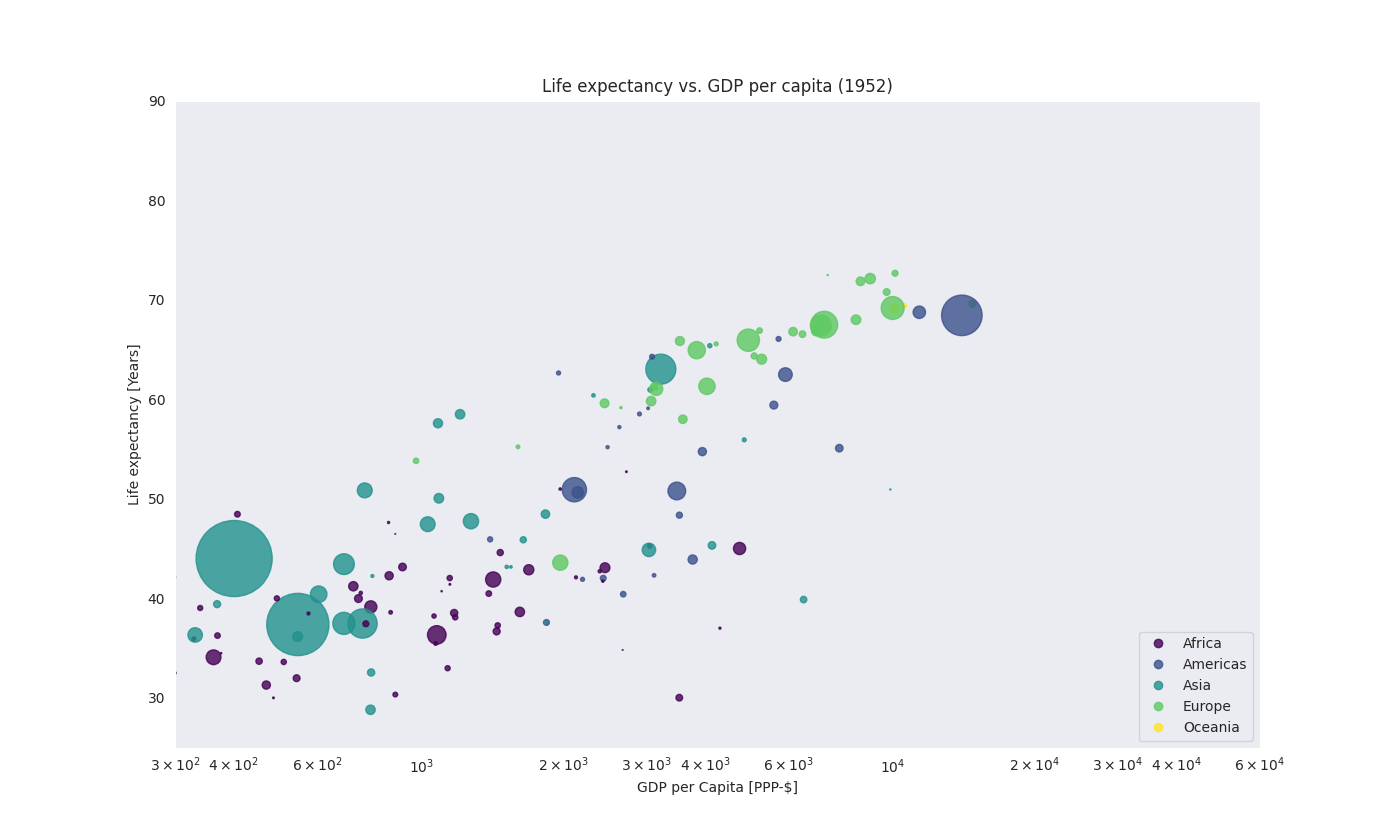 Life expectancy vs. GDP per capita (1952)
90
80
70
60
50
40
30
Life expectancy [Years]
Africa
Americas
Asia
Europe
Oceania
3 × 10² 4 × 10² 6 × 10² 10³ 2 × 10³ 3 × 10³ 4 × 10³ 6 × 10³ 10⁴ 2 × 10⁴ 3 × 10⁴ 4 × 10⁴ 6 × 10⁴
GDP per Capita [PPP-$]